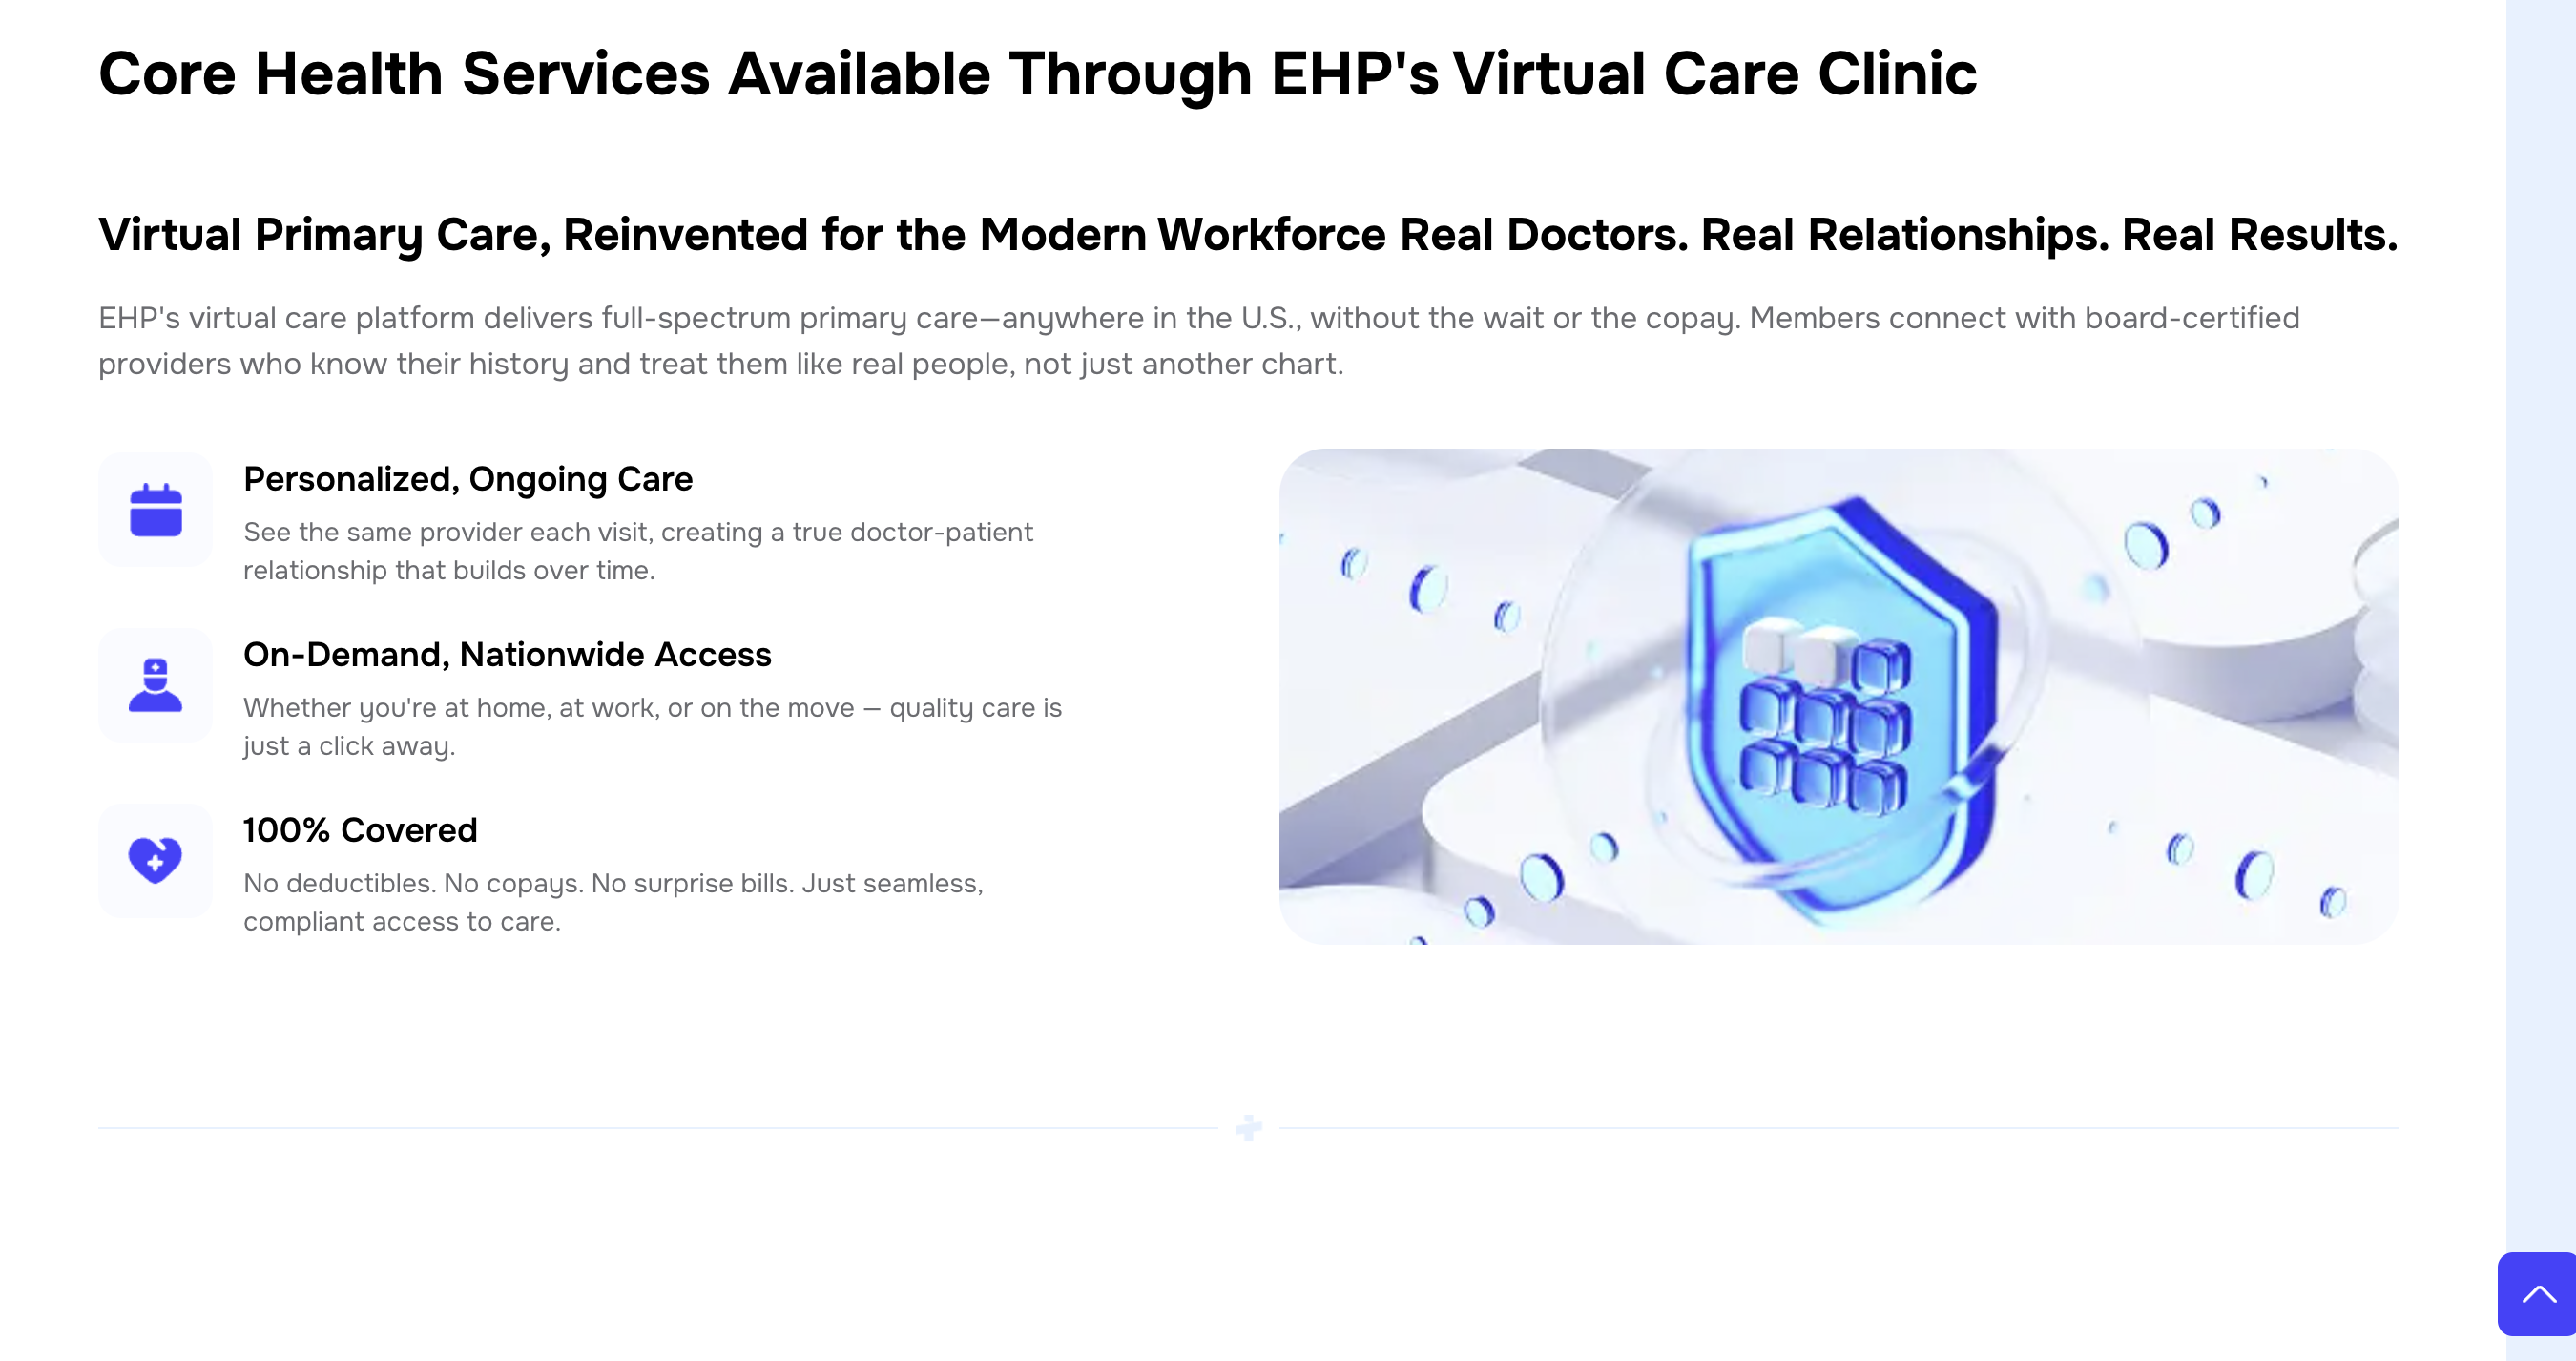 Core Health Services Available Through EHP's Virtual Care Clinic
Virtual Primary Care, Reinvented for the Modern Workforce Real Doctors. Real Relationships. Real Results.
EHP's virtual care platform delivers full-spectrum primary care—anywhere in the U.S., without the wait or the copay. Members connect with board-certified
providers who know their history and treat them like real people, not just another chart.
Personalized, Ongoing Care
See the same provider each visit, creating a true doctor-patient
relationship that builds over time.
On-Demand, Nationwide Access
Whether you're at home, at work, or on the move — quality care is
just a click away.
100% Covered
No deductibles. No copays. No surprise bills. Just seamless,
compliant access to care.